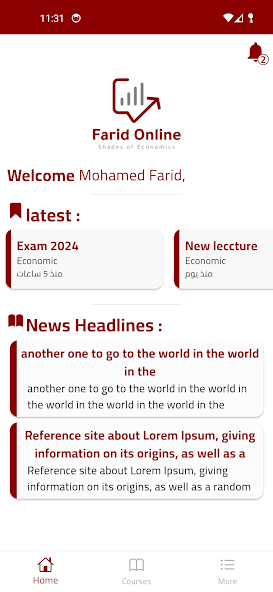 11:31
2
Farid Online
Shades of Economics
Welcome Mohamed Farid,
latest :
Exam 2024
Economic
منذ 5 ساعات
New leccture
Economic
منذ يوم
News Headlines :
another one to go to the world in the world
in the
another one to go to the world in the world in
the world in the world in the world in the
Reference site about Lorem Ipsum, giving
information on its origins, as well as a
Reference site about Lorem Ipsum, giving
information on its origins, as well as a random
Home
Courses
More